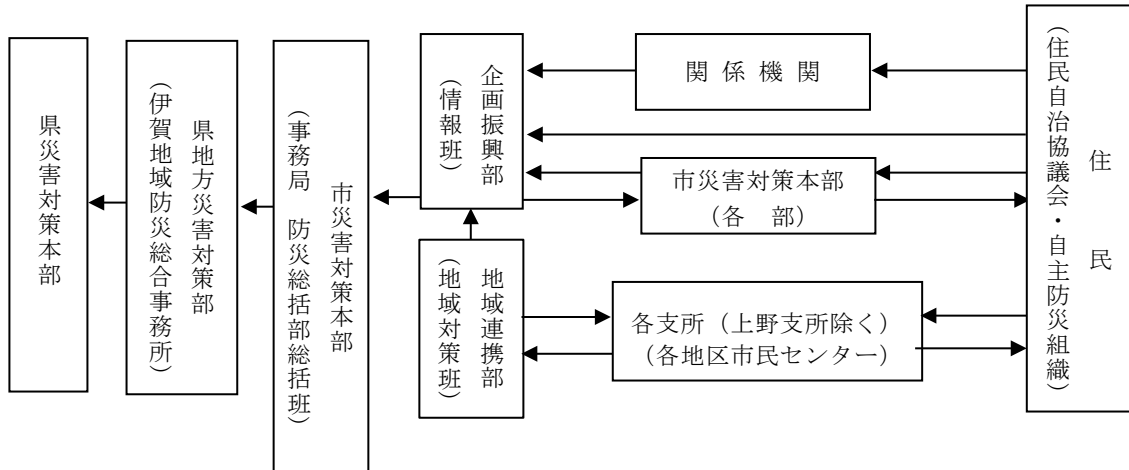 県災害対策本部
県地方災害対策部
（伊賀地域防災総合事務所）
市災害対策本部
（事務局　防災総括部総括班）
企画振興部
（情報班）
地域連携部
（地域対策班）
関 係 機 関
市災害対策本部
（各　部）
各支所（上野支所除く）
（各地区市民センター）
住　民
（住民自治協議会・自主防災組織）